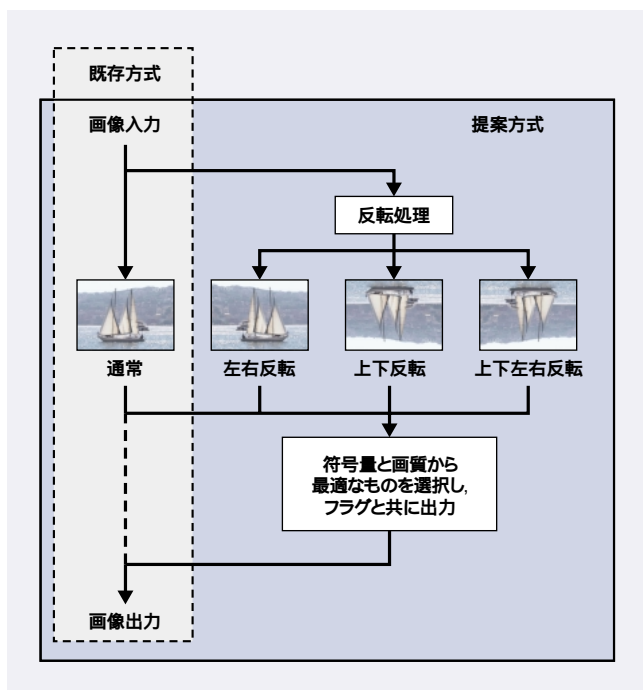 既存方式
画像入力
提案方式
反転処理
通常
左右反転
上下反転
上下左右反転
符号量と画質から
最適なものを選択し,
フラグと共に出力
画像出力